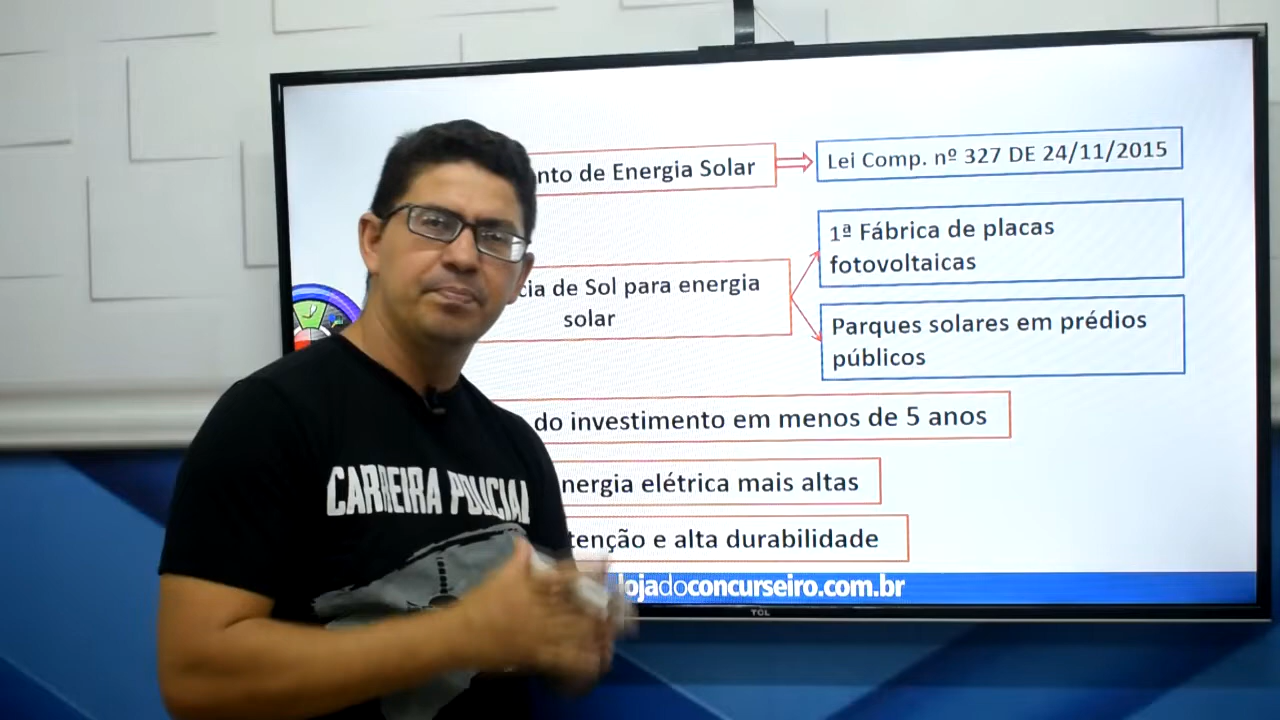 nto de Energia Solar
Lei Comp. nº 327 DE 24/11/2015
1ª Fábrica de placas
fotovoltaicas
cia de Sol para energia
solar
Parques solares em prédios
públicos
do investimento em menos de 5 anos
nergia elétrica mais altas
tenção e alta durabilidade
lojadoconcurseiro.com.br
TCL
CARREIRA POLICIAL